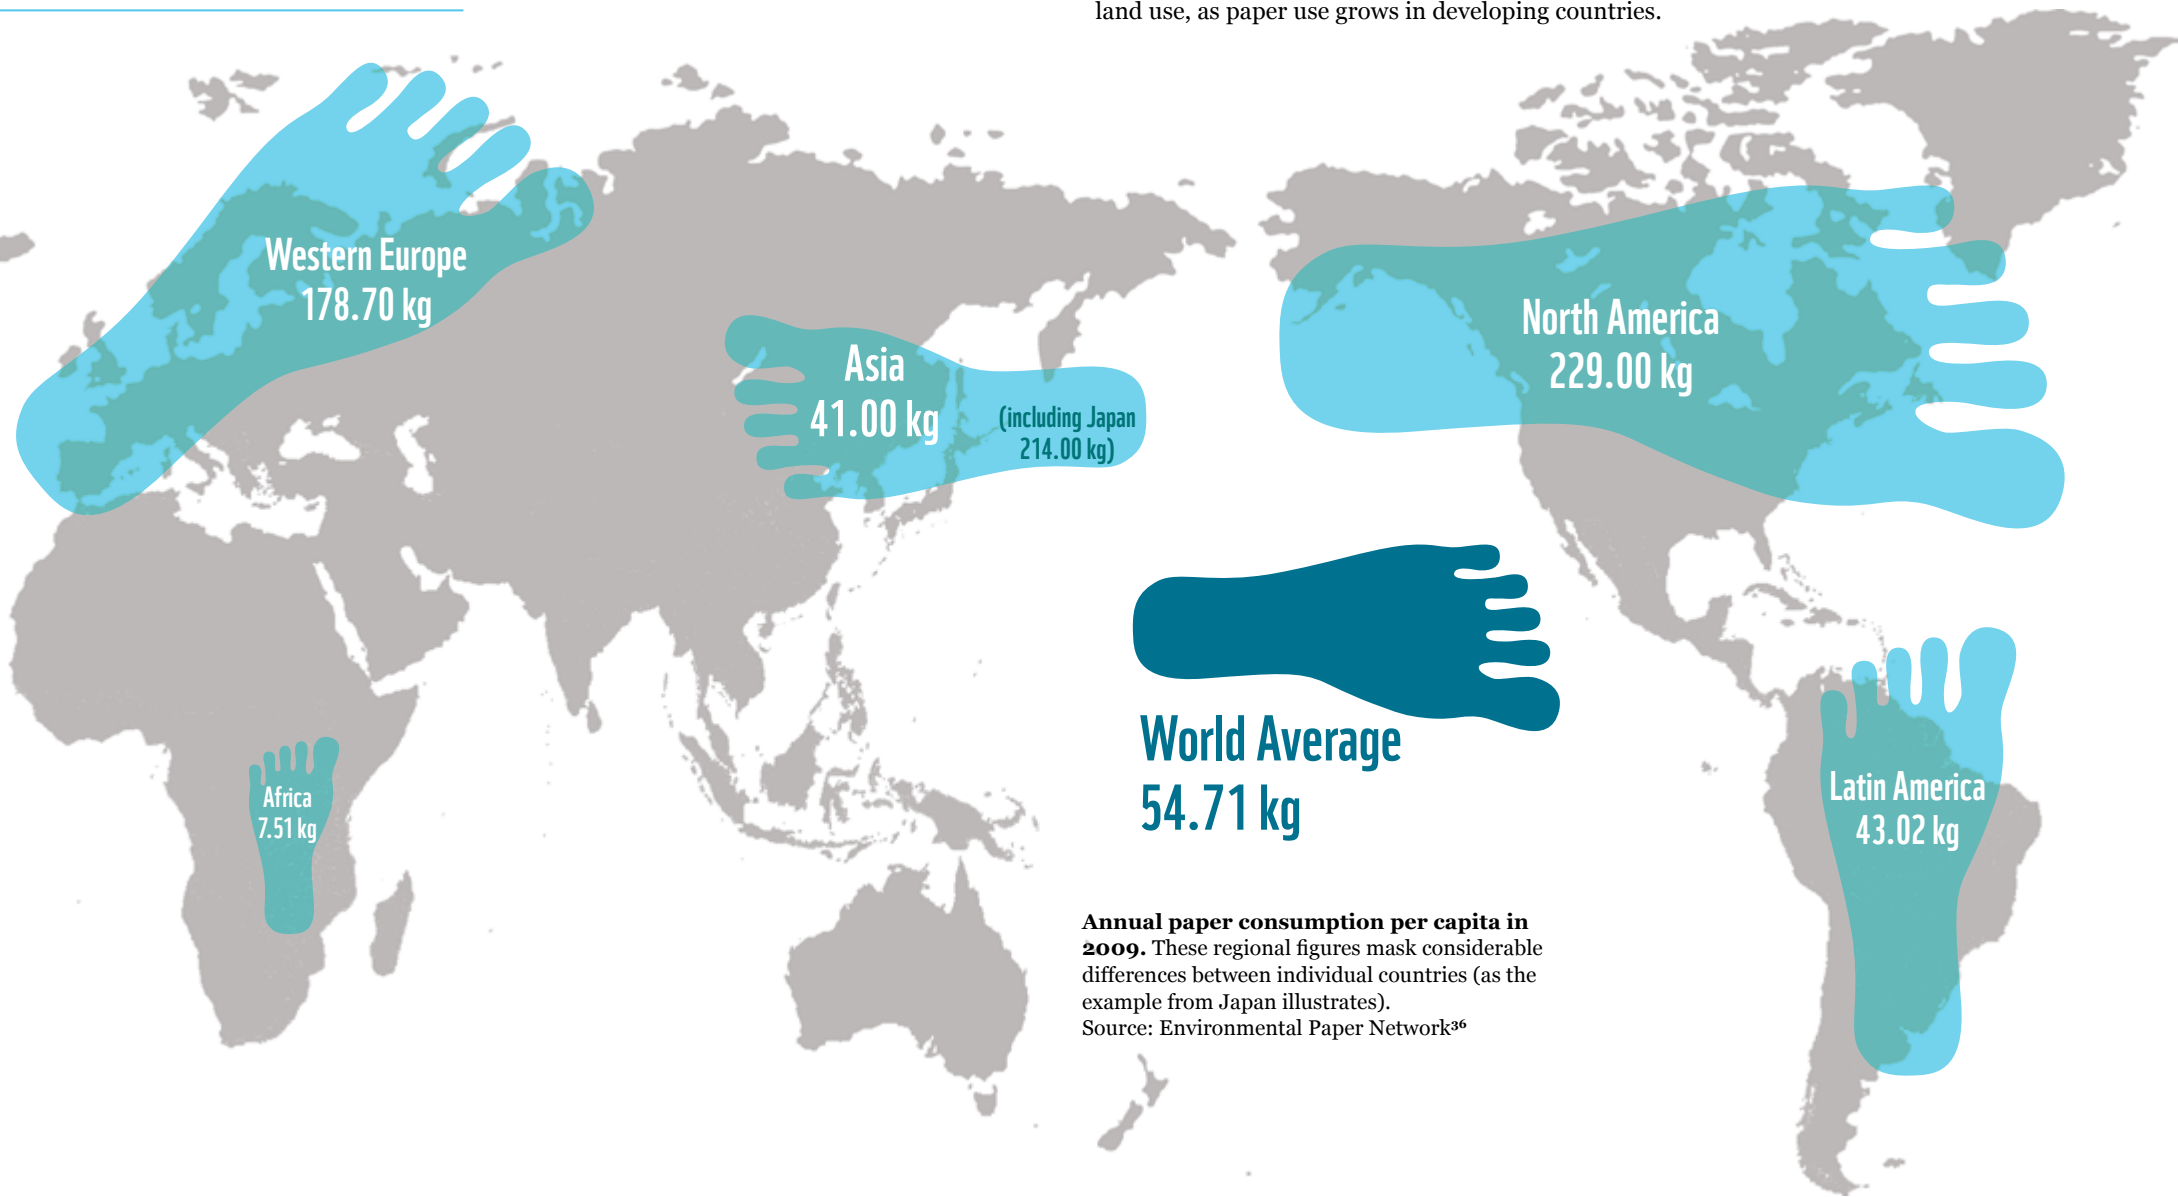 land use, as paper use grows in developing countries.
Western Europe
178.70 kg
Asia
41.00 kg
(including Japan
214.00 kg)
North America
229.00 kg
World Average
54.71 kg
Africa
7.51 kg
Latin America
43.02 kg
Annual paper consumption per capita in
2009. These regional figures mask considerable
differences between individual countries (as the
example from Japan illustrates).
Source: Environmental Paper Network³⁶